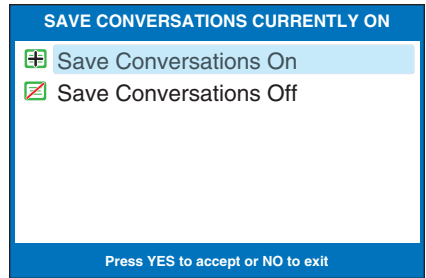 SAVE CONVERSATIONS CURRENTLY ON
Save Conversations On
Save Conversations Off
Press YES to accept or NO to exit